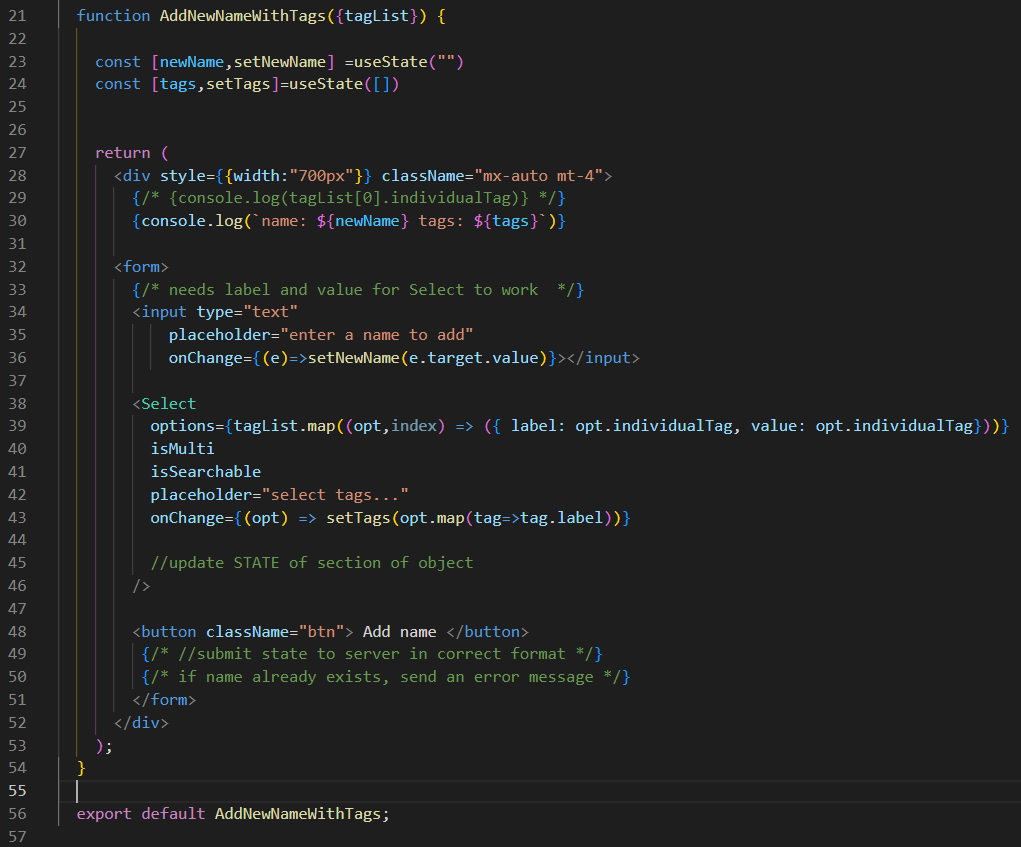 21 function AddNewNameWithTags({tagList}) {
22
23 const [newName,setNewName] =useState("")
24 const [tags,setTags]=useState([])
25
26
27 return (
28 <div style={{width:"700px"}} className="mx-auto mt-4">
29 {/* {console.log(tagList[0].individualTag)} */}
30 {console.log(`name: ${newName} tags: ${tags}`)}
31
32 <form>
33 {/* needs label and value for Select to work  */}
34 <input type="text"
35 placeholder="enter a name to add"
36 onChange={(e)=>setNewName(e.target.value)}></input>
37
38 <Select
39 options={tagList.map((opt,index) => ({ label: opt.individualTag, value: opt.individualTag}))}
40 isMulti
41 isSearchable
42 placeholder="select tags..."
43 onChange={(opt) => setTags(opt.map(tag=>tag.label))}
44
45 //update STATE of section of object
46 />
47
48 <button className="btn"> Add name </button>
49 {/* //submit state to server in correct format */}
50 {/* if name already exists, send an error message */}
51 </form>
52 </div>
53 );
54 }
55
56 export default AddNewNameWithTags;
57